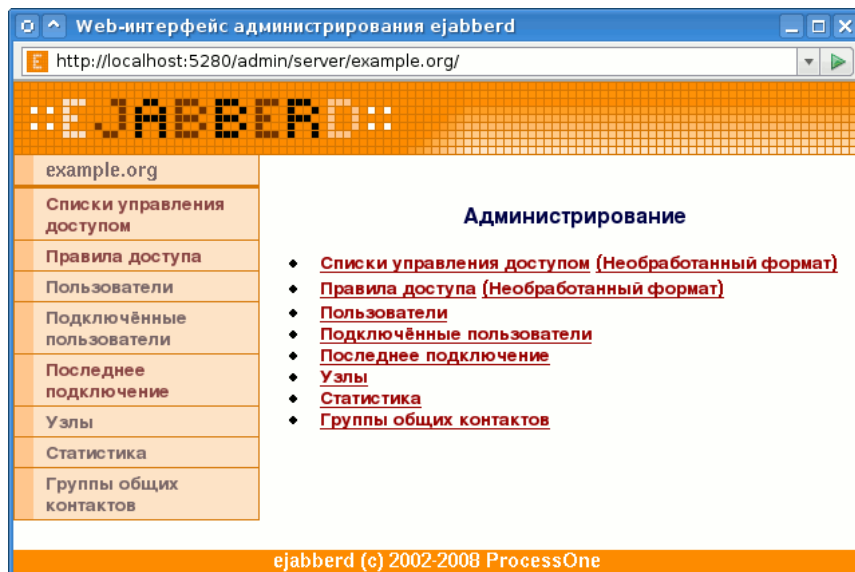 Web-интерфейс администрирования ejabberd
http://localhost:5280/admin/server/example.org/
::EJABBERD::
example.org
Списки управления
доступом
Правила доступа
Пользователи
Подключённые
пользователи
Последнее
подключение
Узлы
Статистика
Группы общих
контактов
Администрирование
Списки управления доступом (Необработанный формат)
Правила доступа (Необработанный формат)
Пользователи
Подключённые пользователи
Последнее подключение
Узлы
Статистика
Группы общих контактов
ejabberd (c) 2002-2008 ProcessOne